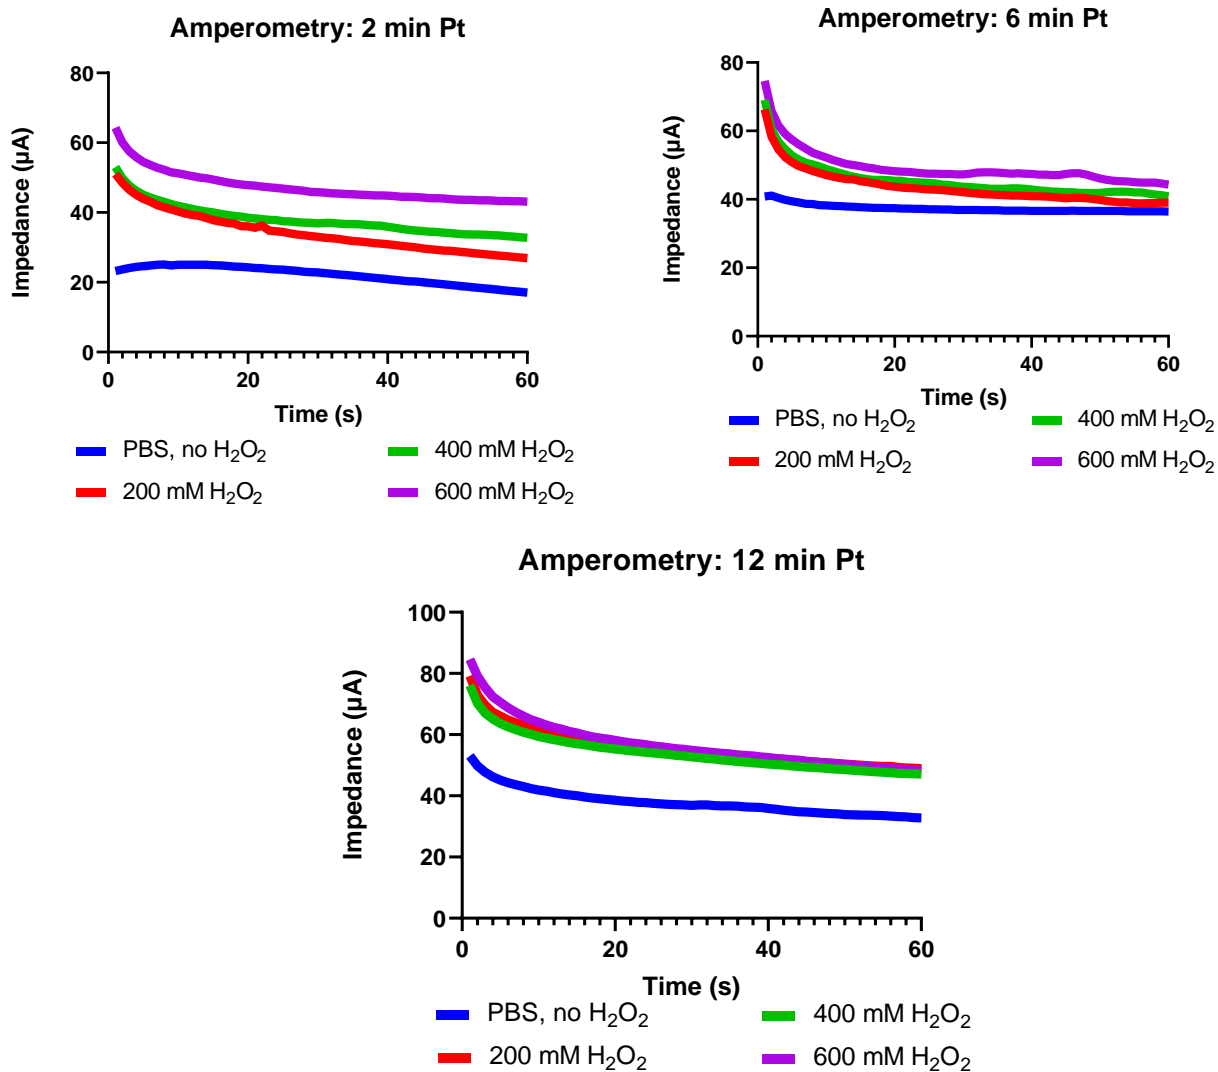 Amperometry: 2 min Pt
80
60
40
20
0
Impedance (µA)
0 20 40 60
Time (s)
PBS, no H₂O₂
400 mM H₂O₂
200 mM H₂O₂
600 mM H₂O₂
Amperometry: 6 min Pt
80
60
40
20
0
Impedance (µA)
0 20 40 60
Time (s)
PBS, no H₂O₂
400 mM H₂O₂
200 mM H₂O₂
600 mM H₂O₂
Amperometry: 12 min Pt
100
80
60
40
20
0
Impedance (µA)
0 20 40 60
Time (s)
PBS, no H₂O₂
400 mM H₂O₂
200 mM H₂O₂
600 mM H₂O₂